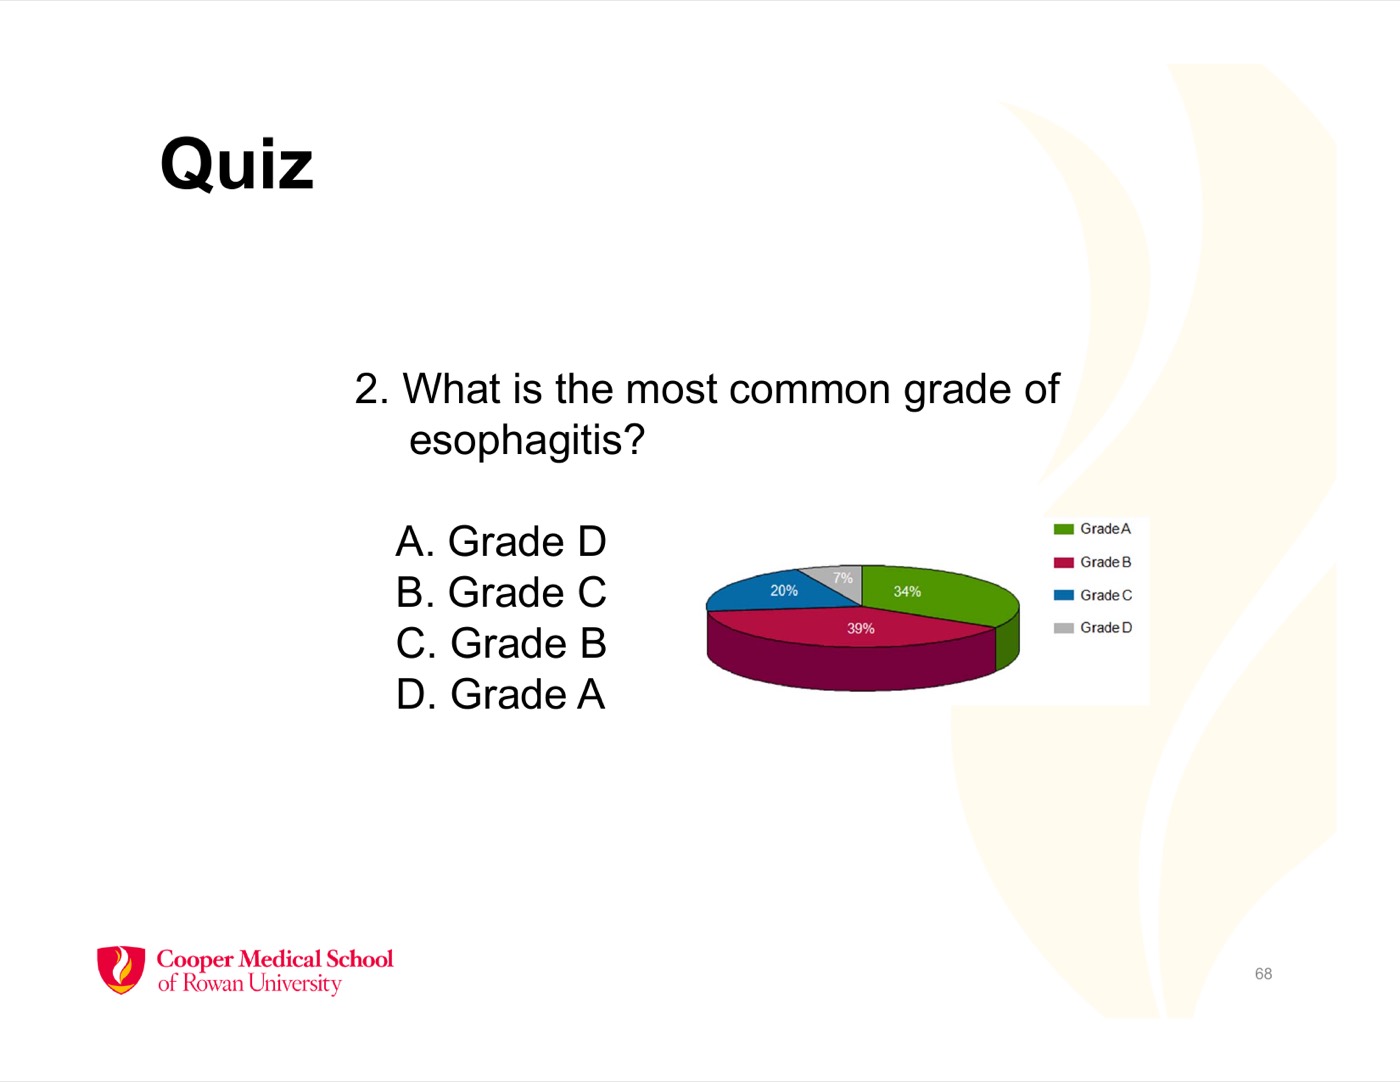 Quiz
2. What is the most common grade of
esophagitis?
A. Grade D
B. Grade C
C. Grade B
D. Grade A
Grade A
Grade B
Grade C
Grade D
7%
34%
20%
39%
Cooper Medical School
of Rowan University
68